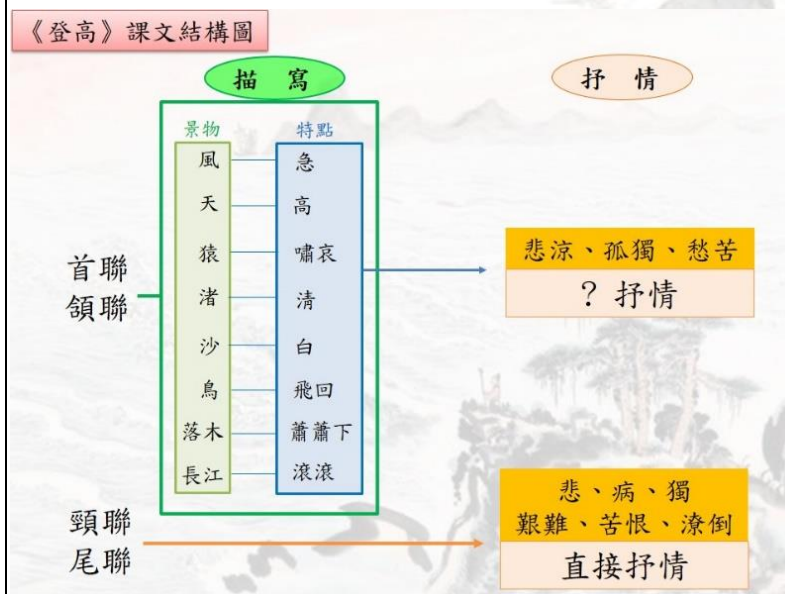 《登高》課文結構圖
描 寫
抒 情
景物 特點
風 急
天 高
猿 嘯哀
渚 清
沙 白
鳥 飛回
落木 蕭蕭下
長江 滾滾
首聯
頷聯
悲涼、孤獨、愁苦
？抒情
頸聯
尾聯
悲、病、獨
艱難、苦恨、潦倒
直接抒情